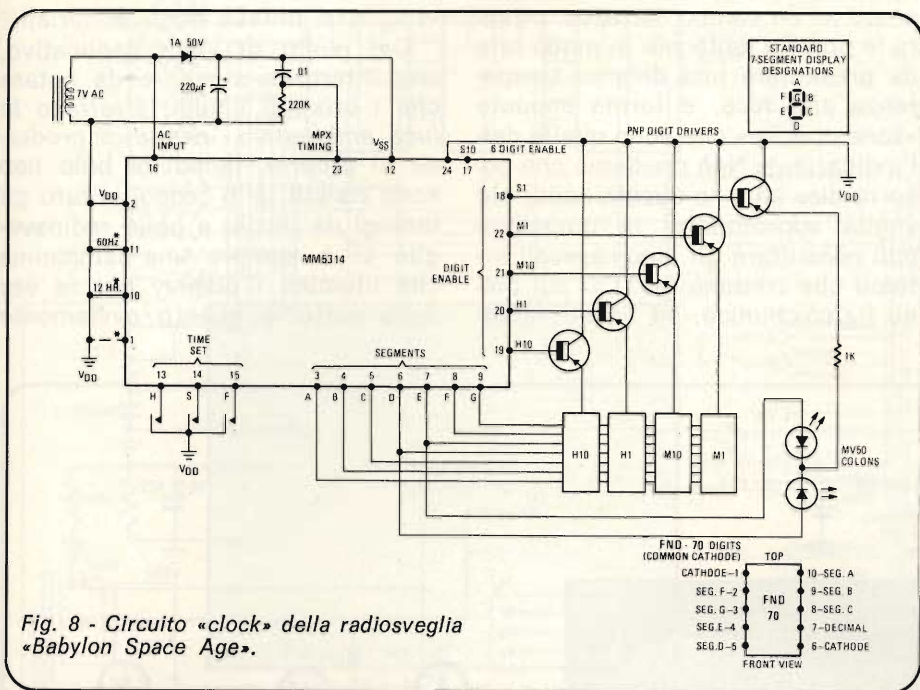 1A 50V
7V AC
220µF
.01
220K
STANDARD
7-SEGMENT DISPLAY
DESIGNATIONS
A
F G B
E C
D
AC
INPUT
MPX
TIMING
VSS
S10
6 DIGIT ENABLE
PNP DIGIT DRIVERS
16
23
12
24 17
VDD
VDD
2
60Hz
11
*
12 HR.
10
*
1
VDD
MM5314
DIGIT
ENABLE
18 S1
22 M1
21 M10
20 H1
19 H10
1K
TIME
SET
13 14 15
H S F
VDD
SEGMENTS
3 4 5 6 7 8 9
A B C D E F G
H10 H1 M10 M1
MV50
COLONS
FND - 70 DIGITS
(COMMON CATHODE)
TOP
CATHODE-1
SEG. F-2
SEG. G-3
SEG.E-4
SEG.D-5
FND
70
10-SEG. A
9-SEG. B
8-SEG. C
7-DECIMAL
6-CATHODE
FRONT VIEW
Fig. 8 - Circuito «clock» della radiosveglia
«Babylon Space Age».